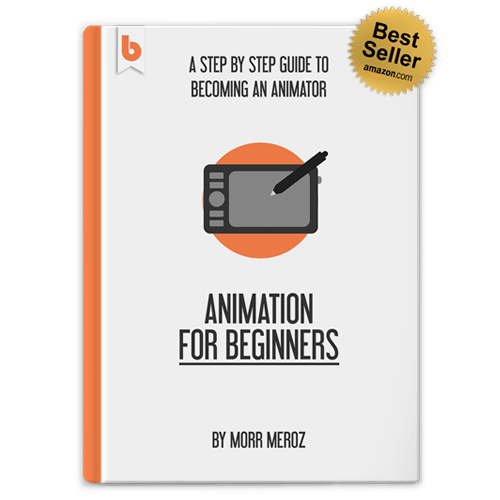 b
Best
Seller
amazon.com
A STEP BY STEP GUIDE TO
BECOMING AN ANIMATOR
ANIMATION
FOR BEGINNERS
BY MORR MEROZ